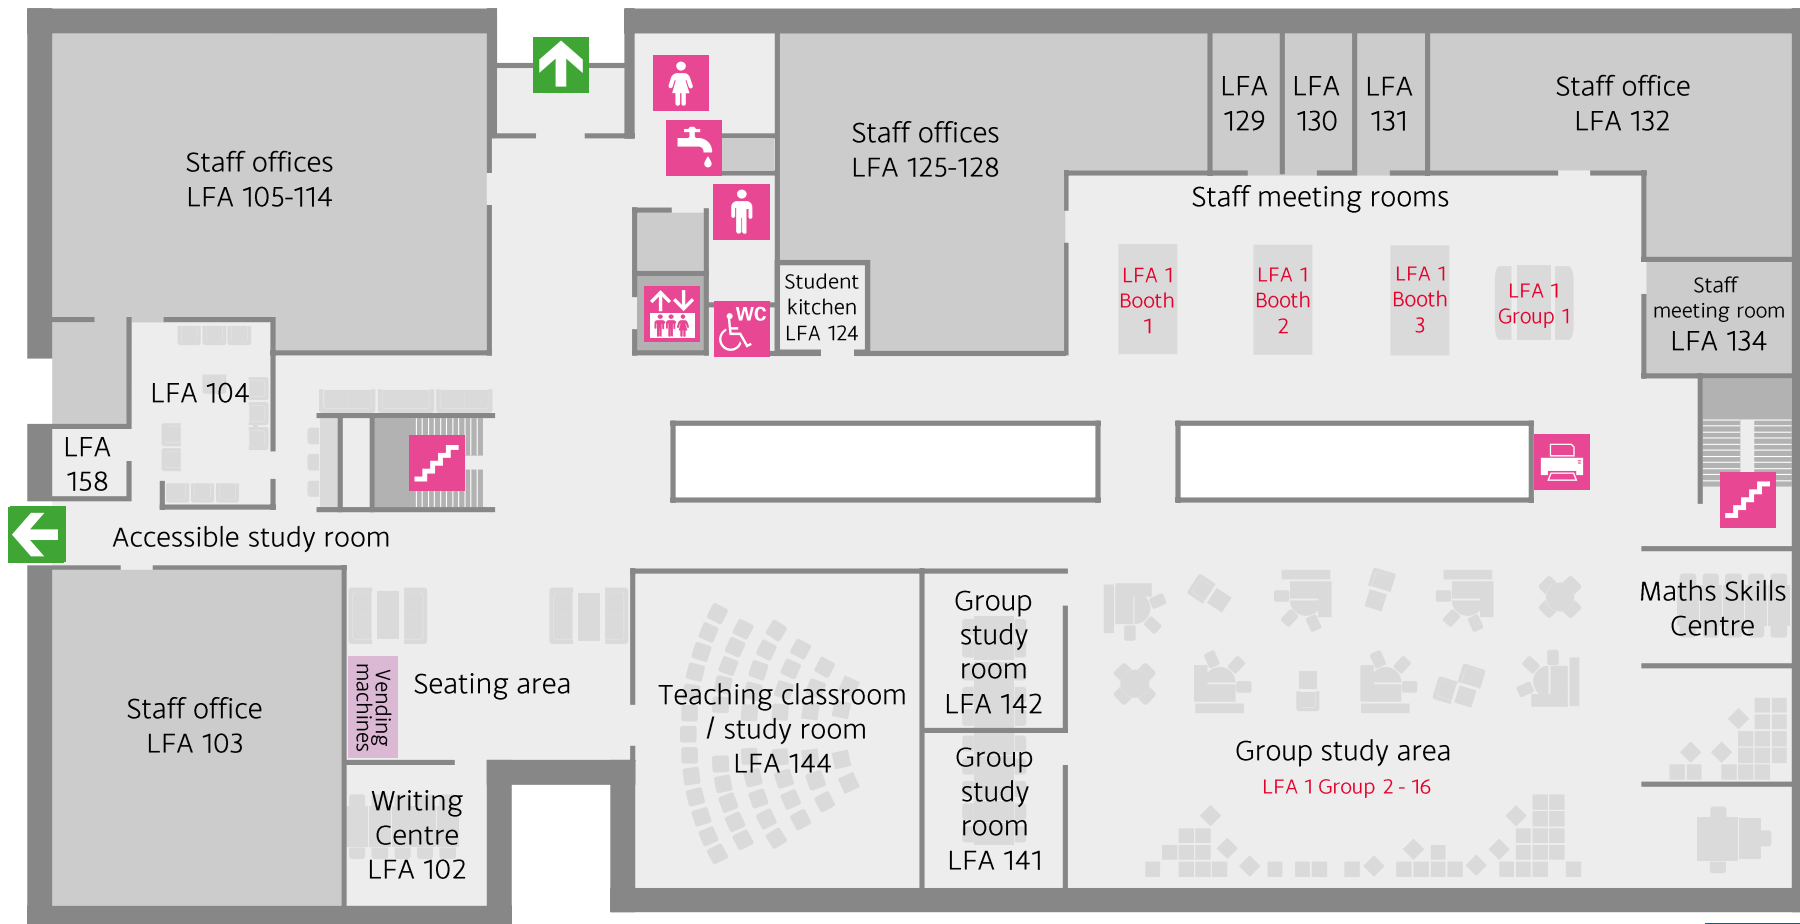 Staff offices
LFA 105-114
Staff offices
LFA 125-128
LFA
129
LFA
130
LFA
131
Staff office
LFA 132
Staff meeting rooms
LFA 1
Booth
1
LFA 1
Booth
2
LFA 1
Booth
3
LFA 1
Group 1
Staff
meeting room
LFA 134
Student
kitchen
LFA 124
WC
LFA 104
LFA
158
Accessible study room
Staff office
LFA 103
Vending
machines
Seating area
Writing
Centre
LFA 102
Teaching classroom
/ study room
LFA 144
Group
study
room
LFA 142
Group
study
room
LFA 141
Group study area
LFA 1 Group 2 - 16
Maths Skills
Centre